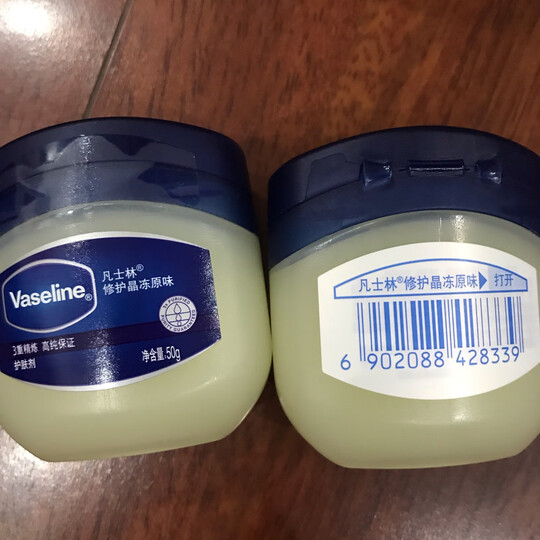 Vaseline®
凡士林®
修护晶冻原味
3重精炼 高纯保证
护肤剂
净含量:50g
凡士林®修护晶冻原味▶打开
6 902088 428339